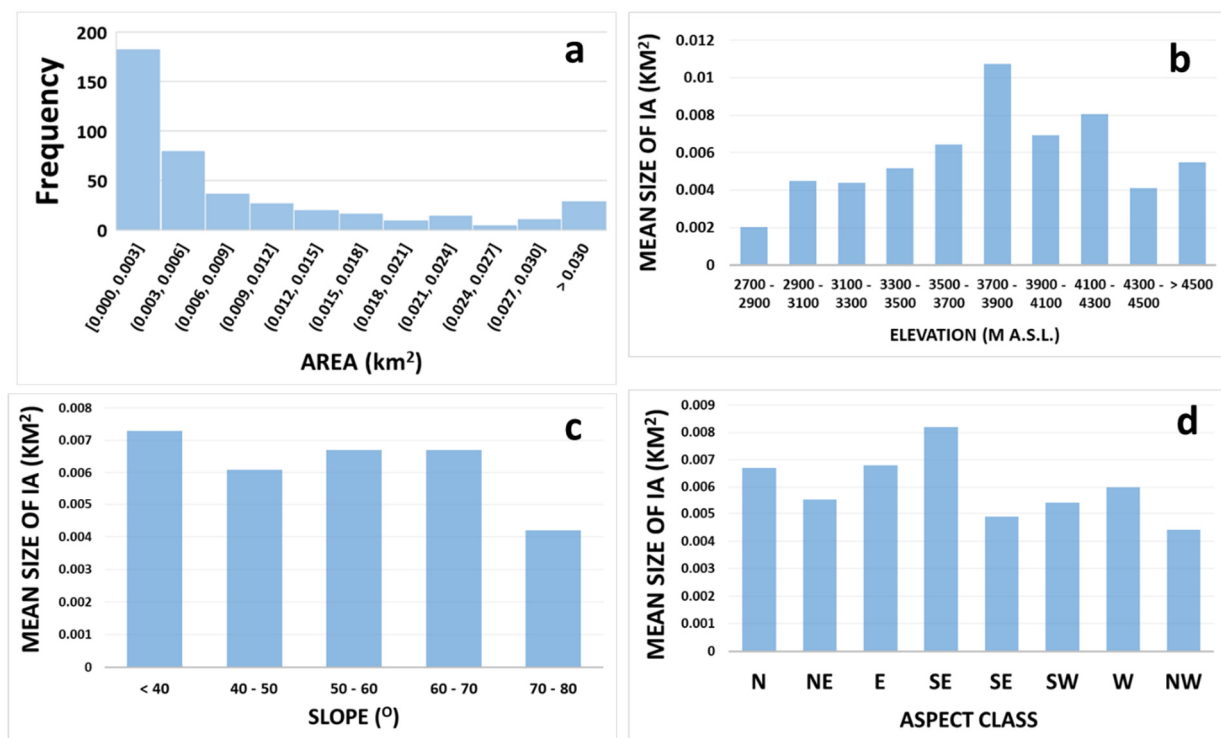 a
Frequency
200
150
100
50
0
[0.000, 0.003]
(0.003, 0.006]
(0.006, 0.009]
(0.009, 0.012]
(0.012, 0.015]
(0.015, 0.018]
(0.018, 0.021]
(0.021, 0.024]
(0.024, 0.027]
(0.027, 0.030]
> 0.030
AREA (km²)
b
MEAN SIZE OF IA (KM²)
0.012
0.01
0.008
0.006
0.004
0.002
0
2700 - 2900 - 3100 - 3300 - 3500 - 3700 - 3900 - 4100 - 4300 - > 4500
2900 3100 3300 3500 3700 3900 4100 4300 4500
ELEVATION (M A.S.L.)
c
MEAN SIZE OF IA (KM²)
0.008
0.007
0.006
0.005
0.004
0.003
0.002
0.001
0
< 40 40 - 50 50 - 60 60 - 70 70 - 80
SLOPE (⁰)
d
MEAN SIZE OF IA (KM²)
0.009
0.008
0.007
0.006
0.005
0.004
0.003
0.002
0.001
0
N NE E SE SE SW W NW
ASPECT CLASS